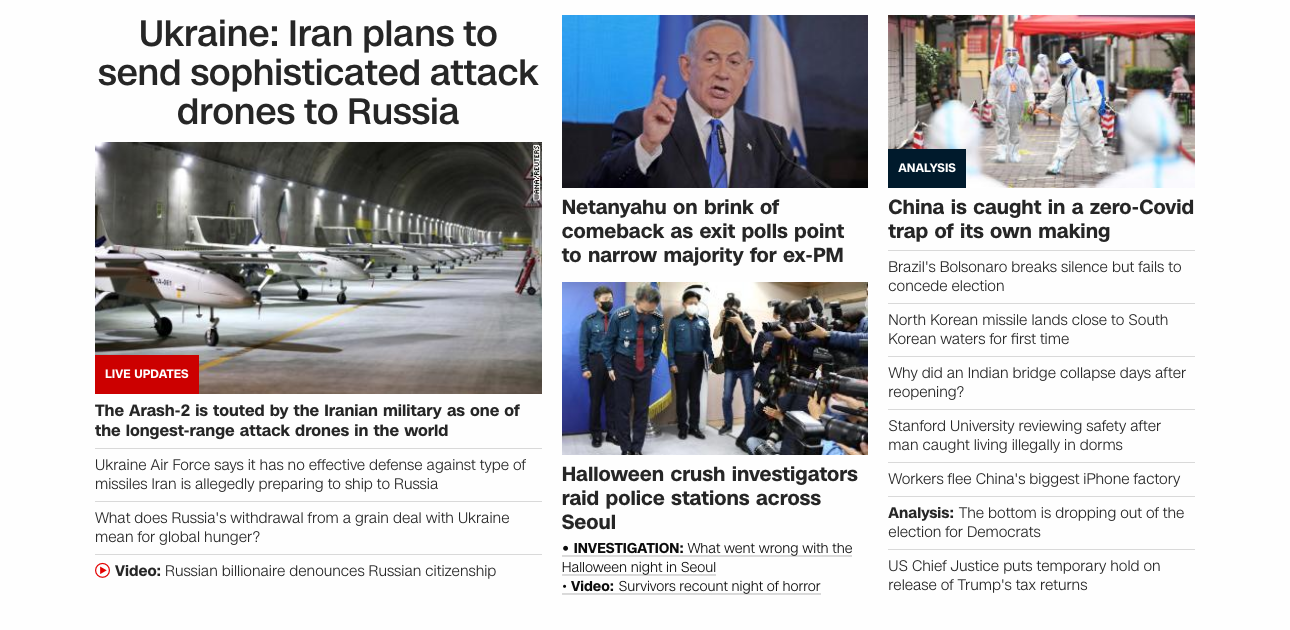 Ukraine: Iran plans to
send sophisticated attack
drones to Russia
LIVE UPDATES
The Arash-2 is touted by the Iranian military as one of
the longest-range attack drones in the world
Ukraine Air Force says it has no effective defense against type of
missiles Iran is allegedly preparing to ship to Russia
What does Russia's withdrawal from a grain deal with Ukraine
mean for global hunger?
Video: Russian billionaire denounces Russian citizenship
Netanyahu on brink of
comeback as exit polls point
to narrow majority for ex-PM
Halloween crush investigators
raid police stations across
Seoul
• INVESTIGATION: What went wrong with the
Halloween night in Seoul
• Video: Survivors recount night of horror
ANALYSIS
China is caught in a zero-Covid
trap of its own making
Brazil's Bolsonaro breaks silence but fails to
concede election
North Korean missile lands close to South
Korean waters for first time
Why did an Indian bridge collapse days after
reopening?
Stanford University reviewing safety after
man caught living illegally in dorms
Workers flee China's biggest iPhone factory
Analysis: The bottom is dropping out of the
election for Democrats
US Chief Justice puts temporary hold on
release of Trump's tax returns